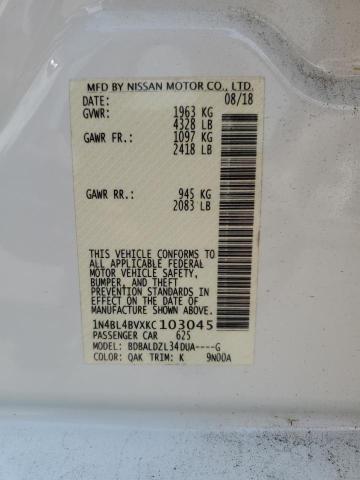 MFD BY NISSAN MOTOR CO., LTD.
DATE: 08/18
GVWR: 1963 KG
4328 LB
GAWR FR.: 1097 KG
2418 LB
GAWR RR.: 945 KG
2083 LB
THIS VEHICLE CONFORMS TO
ALL APPLICABLE FEDERAL
MOTOR VEHICLE SAFETY,
BUMPER, AND THEFT
PREVENTION STANDARDS IN
EFFECT ON THE DATE OF
MANUFACTURE SHOWN ABOVE.
1N4BL4BVXKC103045
PASSENGER CAR 625
MODEL: BDBALDZL34DUA----G
COLOR: QAK TRIM: K 9N00A